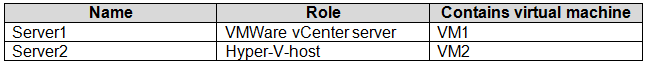 Name Role Contains virtual machine
Server1 VMWare vCenter server VM1
Server2 Hyper-V-host VM2